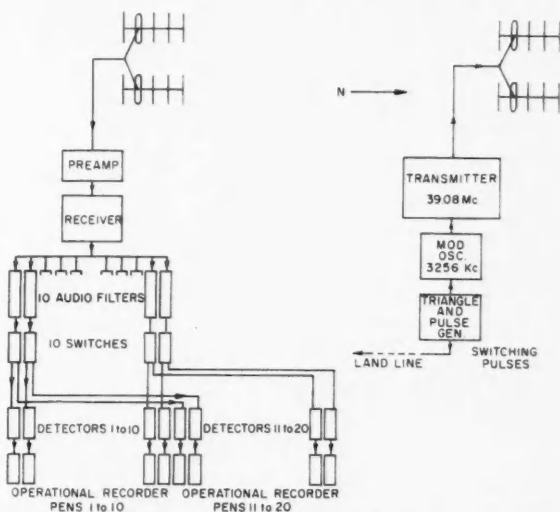 PREAMP
RECEIVER
10 AUDIO FILTERS
10 SWITCHES
DETECTORS 1 to 10
DETECTORS 11 to 20
OPERATIONAL RECORDER
PENS 1 to 10
OPERATIONAL RECORDER
PENS 11 to 20
N
TRANSMITTER
39.08 Mc
MOD
OSC.
3256 Kc
TRIANGLE
AND
PULSE
GEN.
LAND LINE
SWITCHING
PULSES